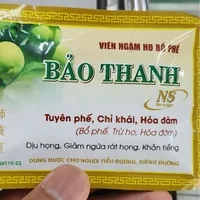 VIÊN NGẬM HO BỔ PHẾ
BẢO THANH
NS
Tuyên phế, Chỉ khái, Hóa đàm
(Bổ phế, Trừ ho, Hóa đờm)
Dịu họng, Giảm ngứa rát họng, Khản tiếng
DÙNG ĐƯỢC CHO NGƯỜI TIỂU ĐƯỜNG, KIÊNG ĐƯỜNG